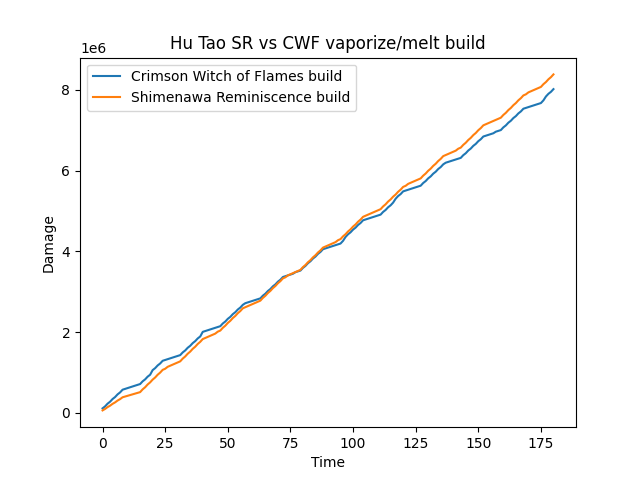 Hu Tao SR vs CWF vaporize/melt build
1e6
Crimson Witch of Flames build
Shimenawa Reminiscence build
8
6
4
2
0
Damage
0 25 50 75 100 125 150 175
Time